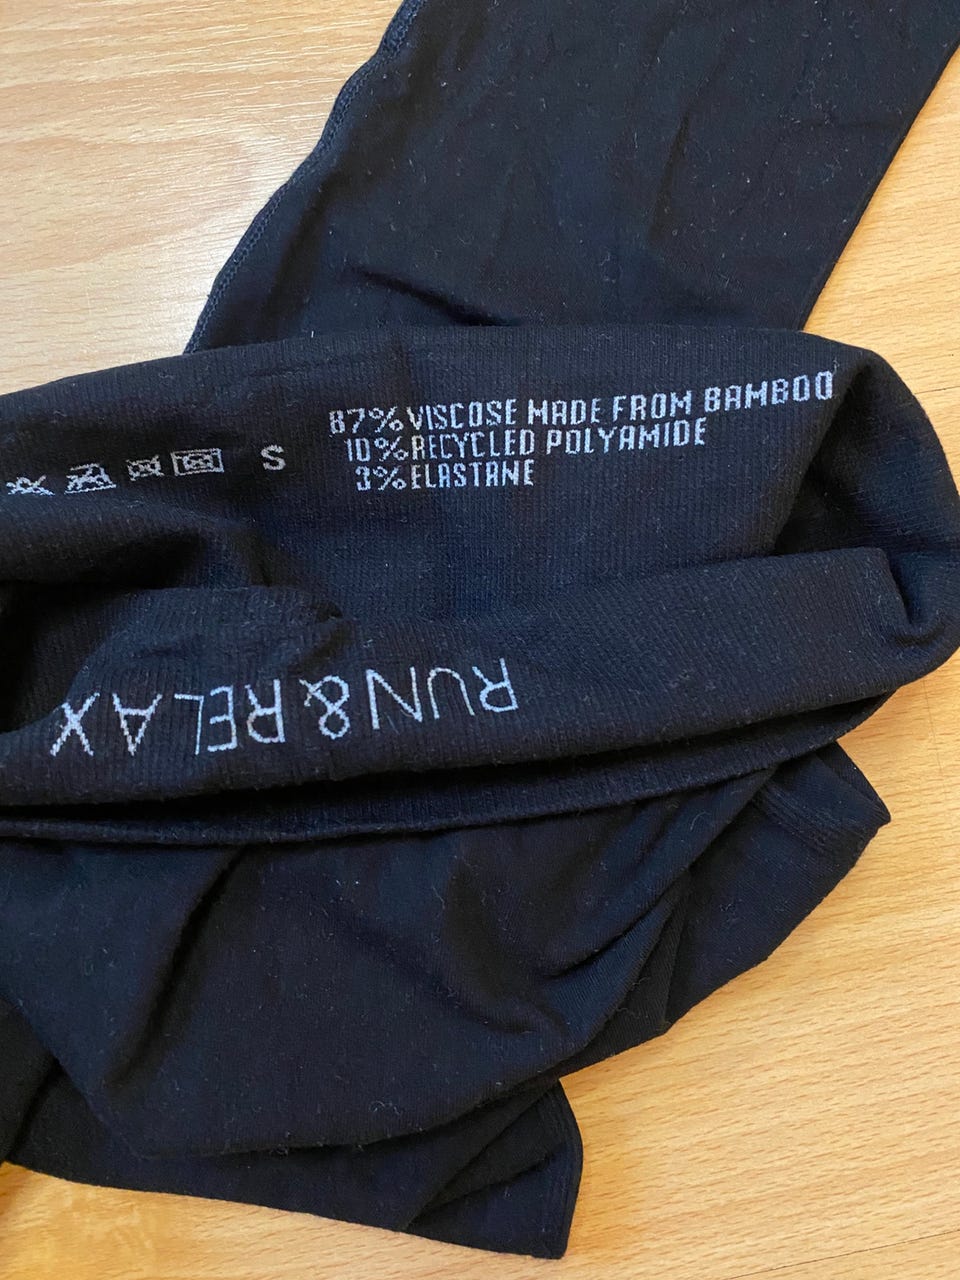 87% VISCOSE MADE FROM BAMBOO
10% RECYCLED POLYAMIDE
3% ELASTANE
S
RUN&RELAX